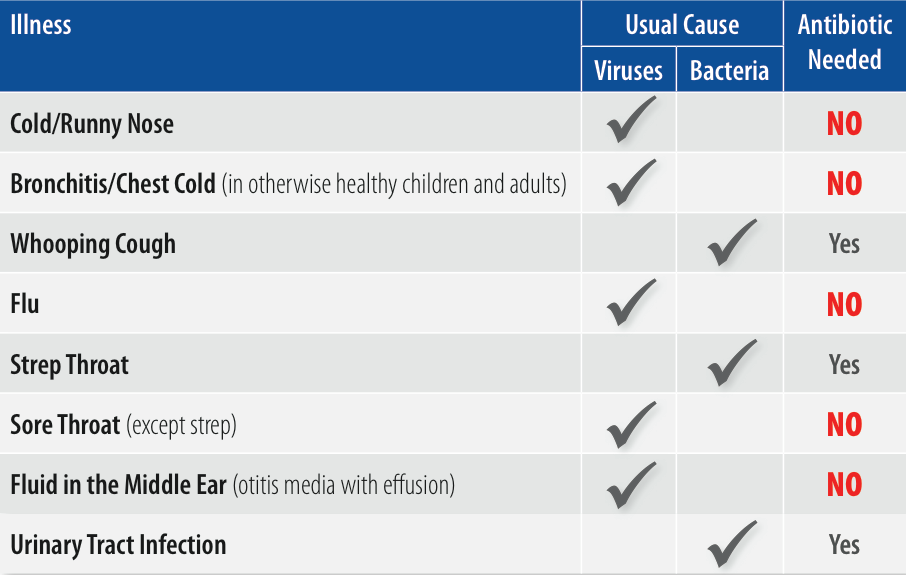 Illness Usual Cause Antibiotic Needed
Viruses Bacteria
Cold/Runny Nose NO
Bronchitis/Chest Cold (in otherwise healthy children and adults) NO
Whooping Cough Yes
Flu NO
Strep Throat Yes
Sore Throat (except strep) NO
Fluid in the Middle Ear (otitis media with effusion) NO
Urinary Tract Infection Yes